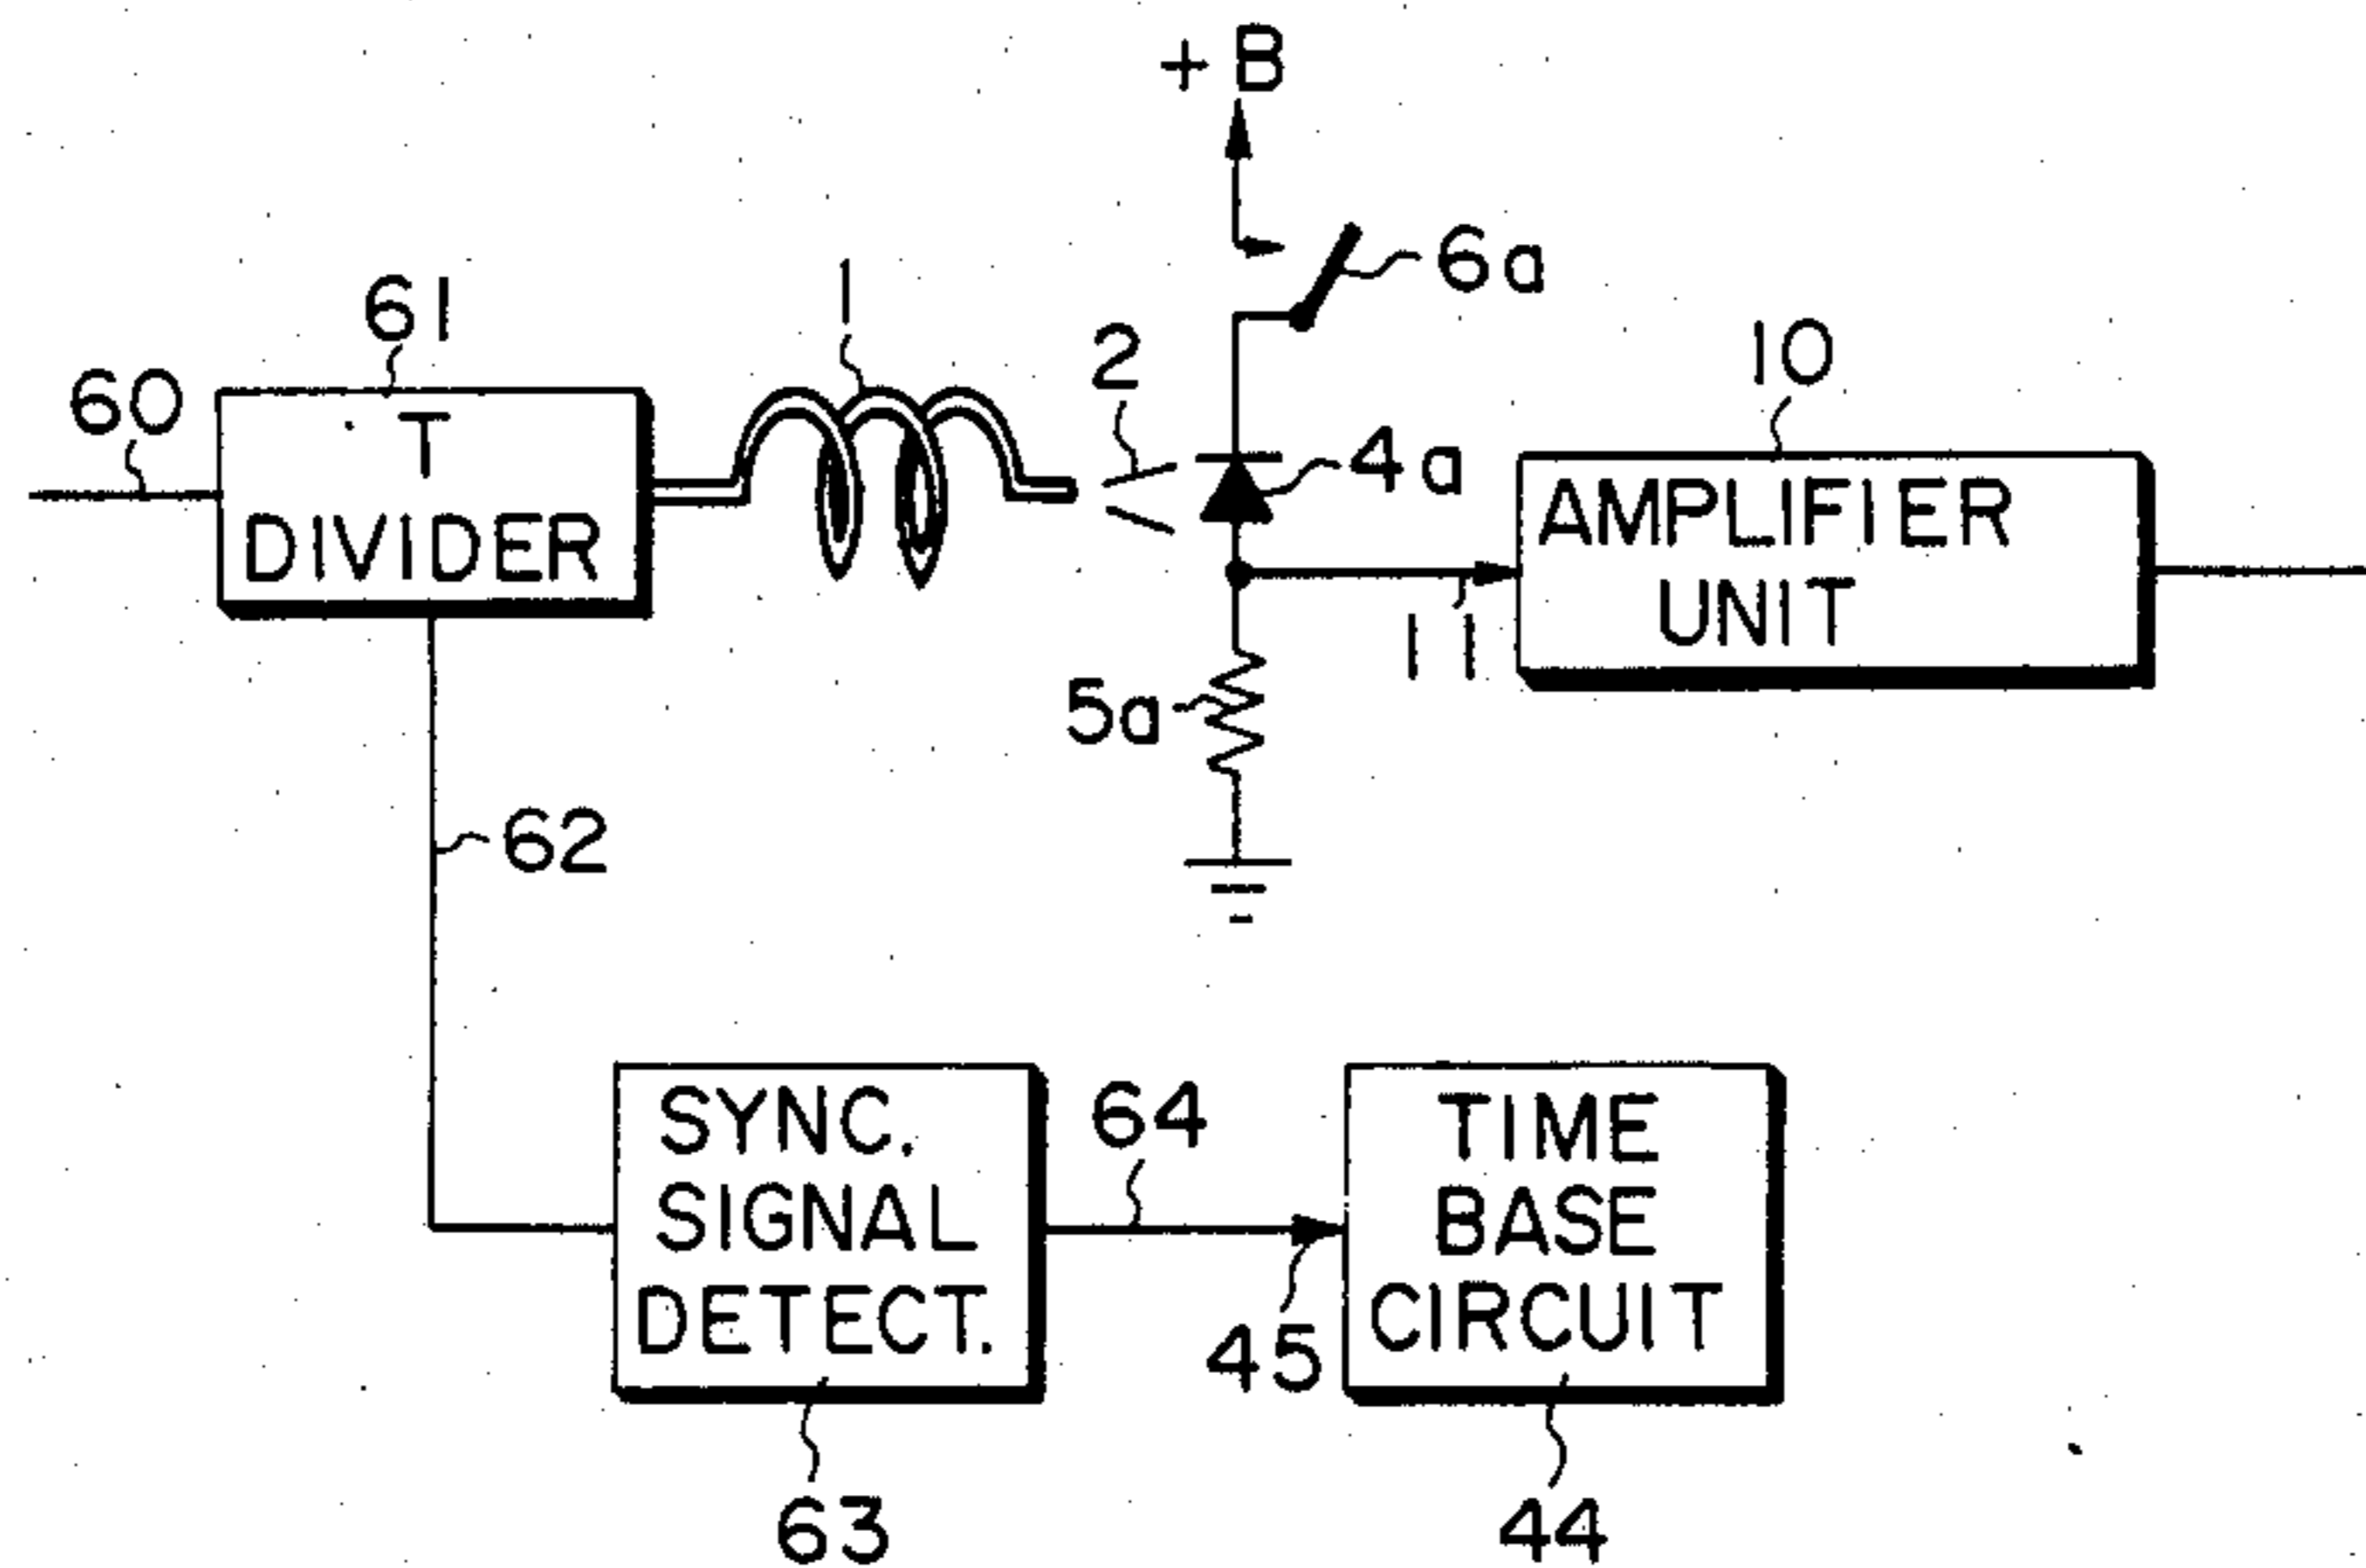 +B
6a
61
1
2
10
60
T
DIVIDER
4a
AMPLIFIER
UNIT
11
5a
62
SYNC.
SIGNAL
DETECT.
64
TIME
BASE
CIRCUIT
45
63
44